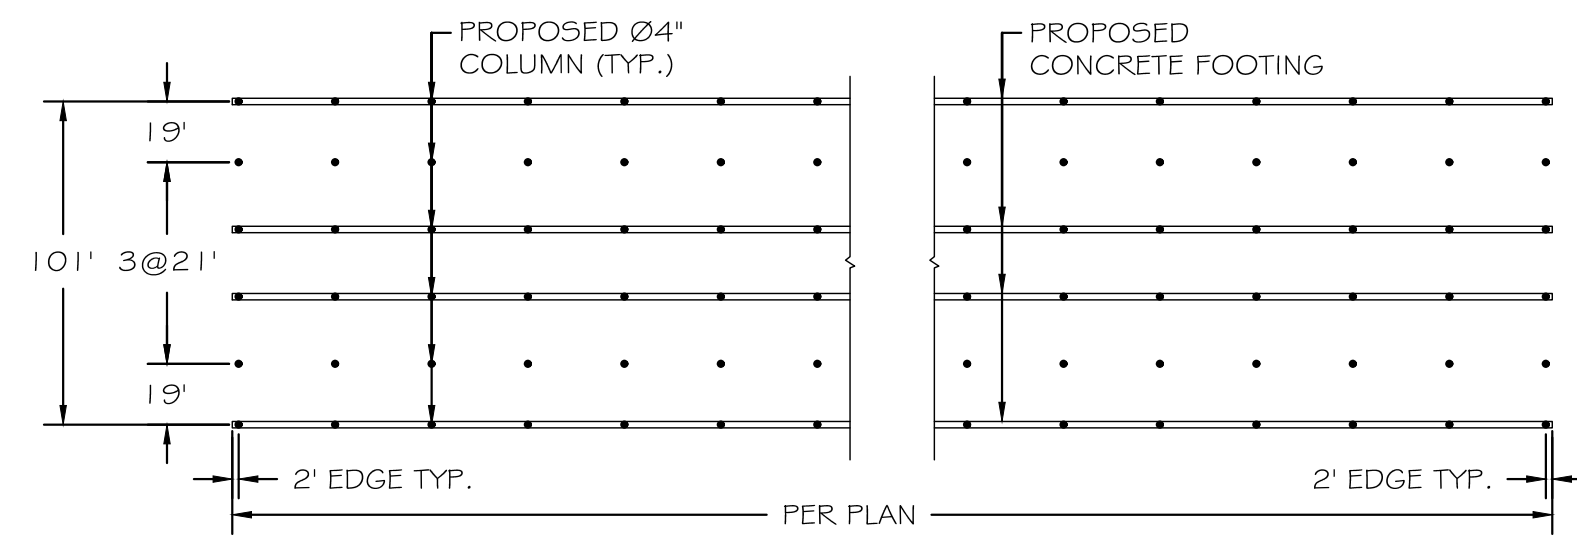 PROPOSED Ø4"
COLUMN (TYP.)
PROPOSED
CONCRETE FOOTING
19'
101' 3@21'
19'
2' EDGE TYP.
2' EDGE TYP.
PER PLAN